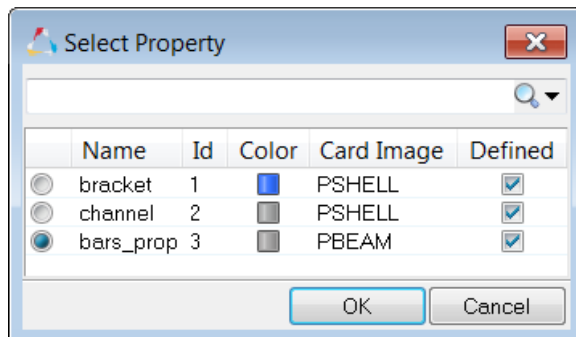 Select Property
Name Id Color Card Image Defined
bracket 1 PSHELL
channel 2 PSHELL
bars_prop 3 PBEAM
OK Cancel